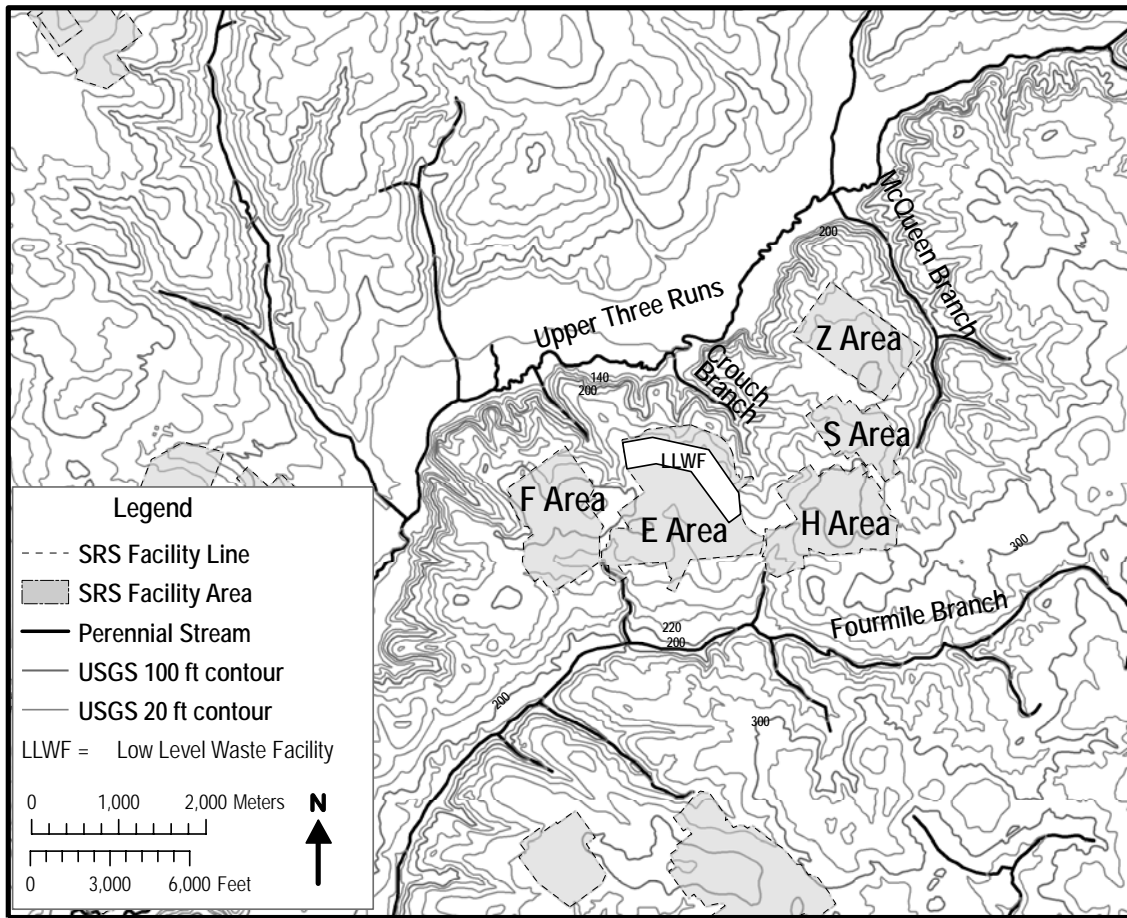 McQueen Branch
200
Upper Three Runs
Z Area
Crouch
Branch
140
200
S Area
LLWF
F Area
E Area
H Area
300
Fourmile Branch
220
200
200
300
Legend
SRS Facility Line
SRS Facility Area
Perennial Stream
USGS 100 ft contour
USGS 20 ft contour
LLWF = Low Level Waste Facility
0 1,000 2,000 Meters
N
0 3,000 6,000 Feet